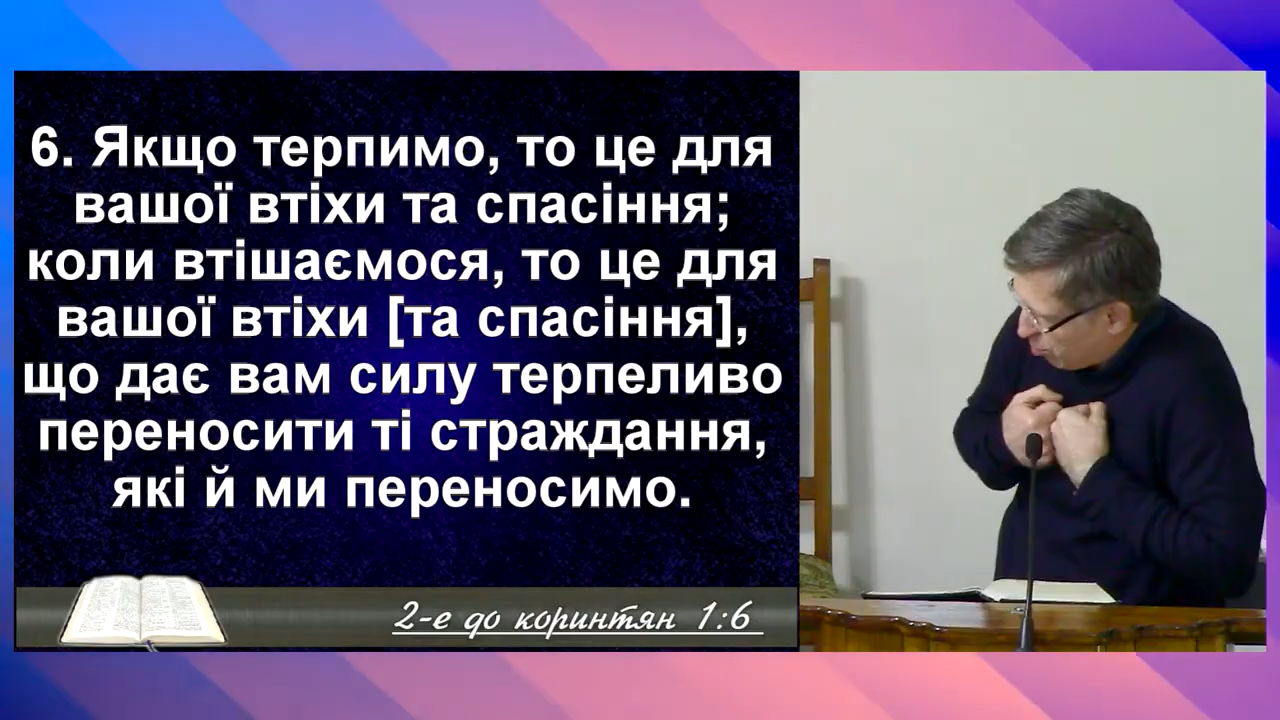 6. Якщо терпимо, то це для
вашої втіхи та спасіння;
коли втішаємося, то це для
вашої втіхи [та спасіння],
що дає вам силу терпеливо
переносити ті страждання,
які й ми переносимо.
2-е до коринтян 1:6